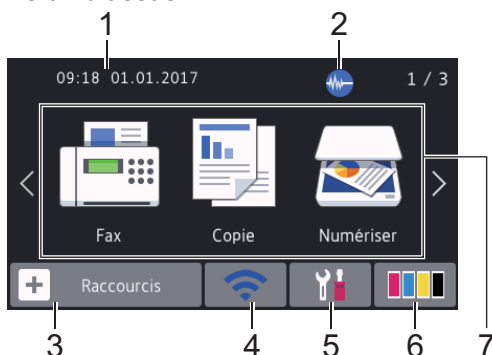 1 2
09:18 01.01.2017 1 / 3
Fax Copie Numériser
+ Raccourcis
3 4 5 6 7